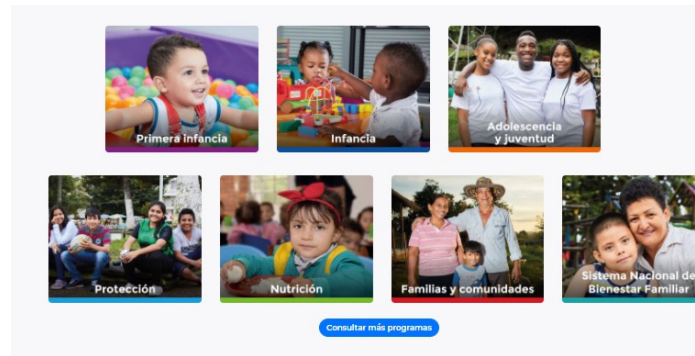 Primera infancia
Infancia
Adolescencia
y juventud
Protección
Nutrición
Familias y comunidades
Sistema Nacional de
Bienestar Familiar
Consultar más programas